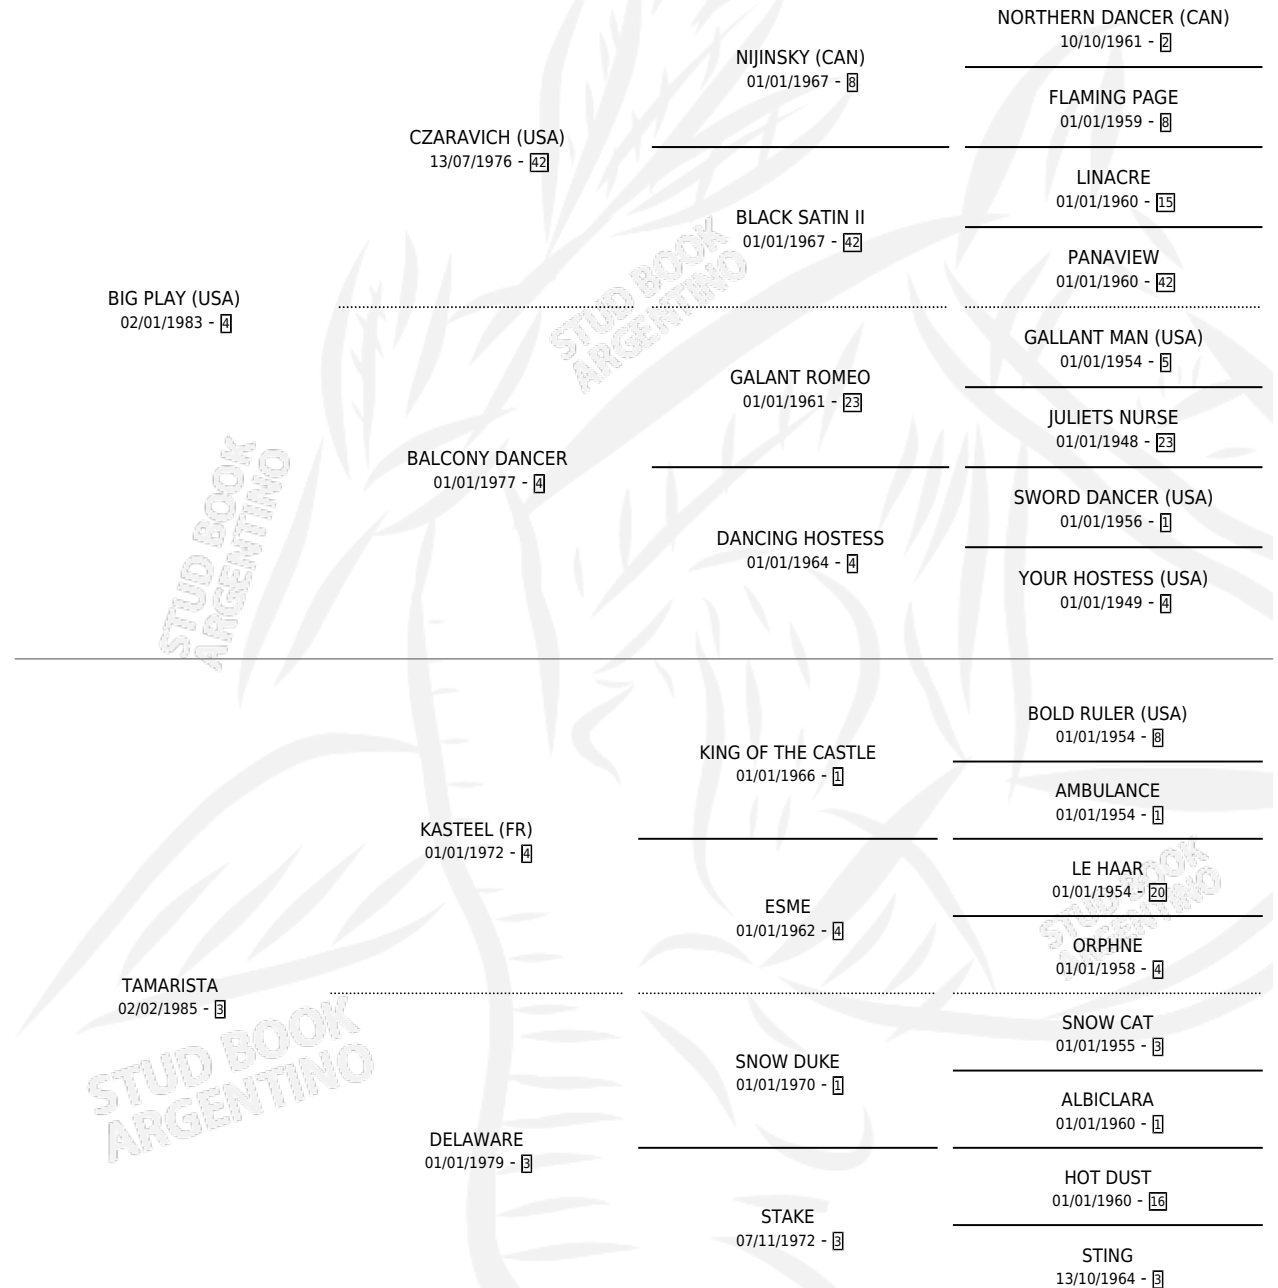 NORTHERN DANCER (CAN)
10/10/1961 - 2
NIJINSKY (CAN)
01/01/1967 - 8
FLAMING PAGE
01/01/1959 - 8
CZARAVICH (USA)
13/07/1976 - 42
LINACRE
01/01/1960 - 15
BLACK SATIN II
01/01/1967 - 42
PANAVIEW
01/01/1960 - 42
BIG PLAY (USA)
02/01/1983 - 4
STUD BOOK
ARGENTINO
GALLANT MAN (USA)
01/01/1954 - 5
GALANT ROMEO
01/01/1961 - 23
JULIETS NURSE
01/01/1948 - 23
BALCONY DANCER
01/01/1977 - 4
SWORD DANCER (USA)
01/01/1956 - 1
DANCING HOSTESS
01/01/1964 - 4
YOUR HOSTESS (USA)
01/01/1949 - 4
STUD BOOK
ARGENTINO
BOLD RULER (USA)
01/01/1954 - 8
KING OF THE CASTLE
01/01/1966 - 1
AMBULANCE
01/01/1954 - 1
KASTEEL (FR)
01/01/1972 - 4
LE HAAR
01/01/1954 - 20
ESME
01/01/1962 - 4
STUD BOOK
ARGENTINO
ORPHNE
01/01/1958 - 4
TAMARISTA
02/02/1985 - 3
SNOW CAT
01/01/1955 - 3
SNOW DUKE
01/01/1970 - 1
STUD BOOK
ARGENTINO
ALBICLARA
01/01/1960 - 1
DELAWARE
01/01/1979 - 3
HOT DUST
01/01/1960 - 16
STAKE
07/11/1972 - 3
STING
13/10/1964 - 3